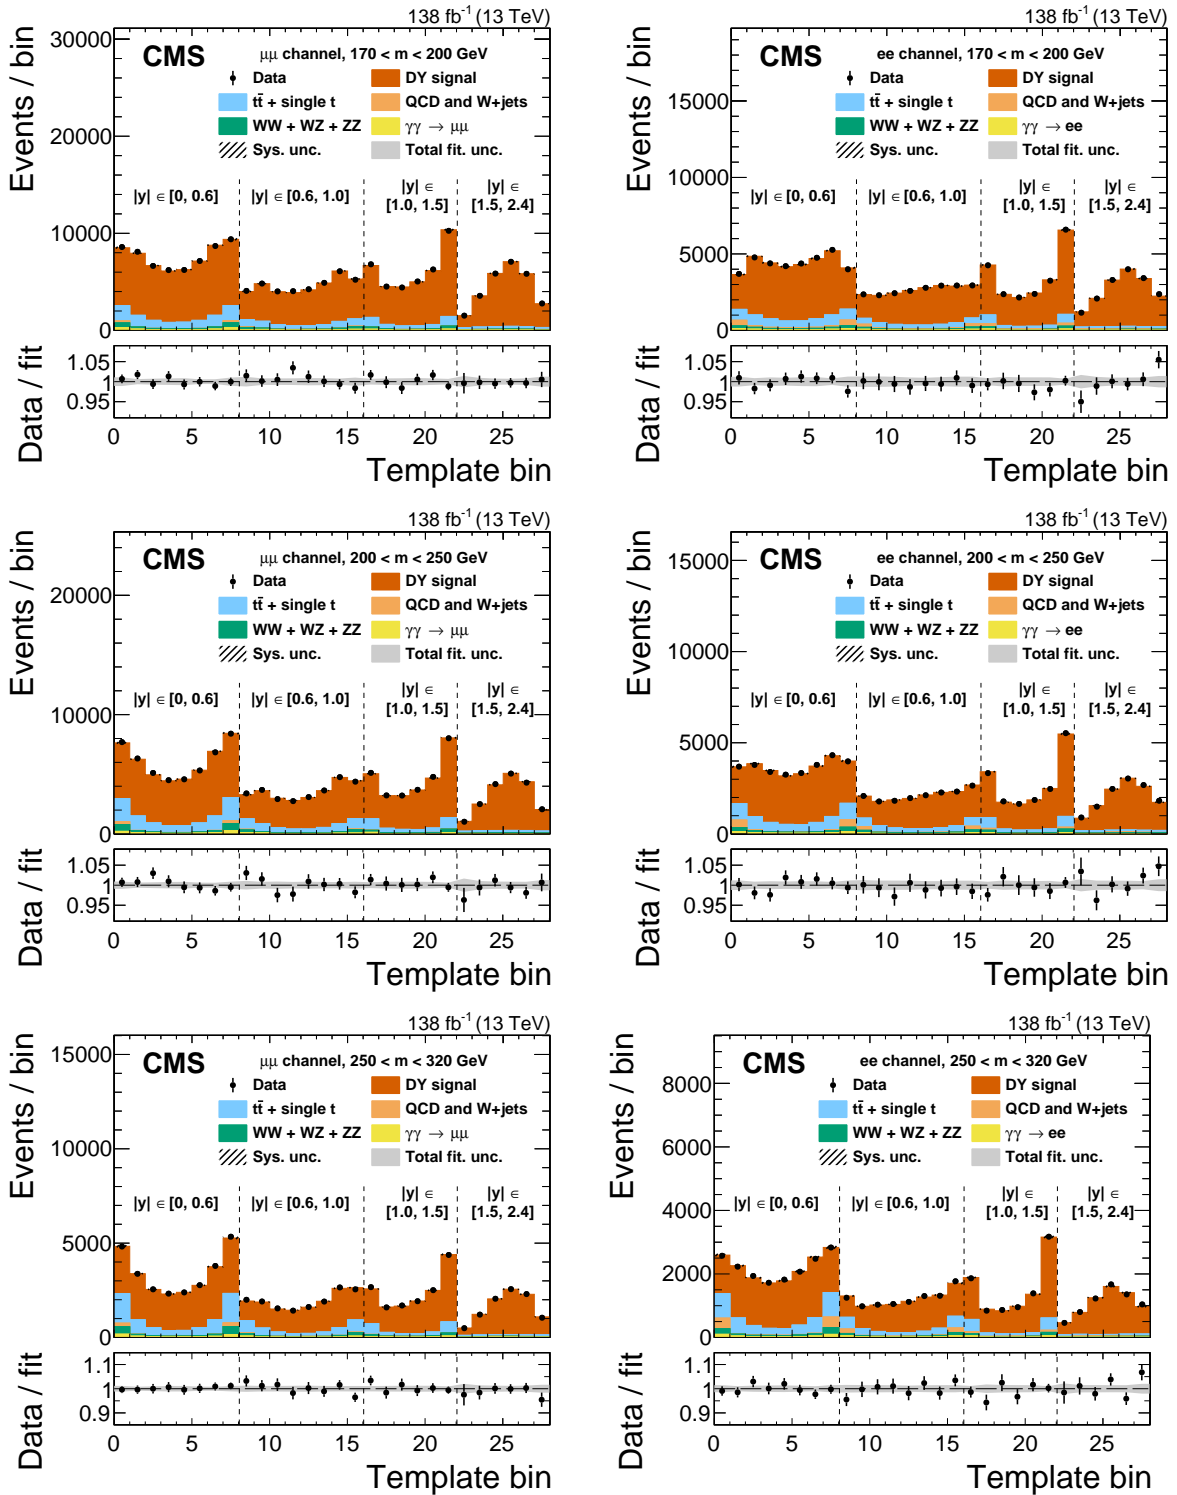 138 fb-1 (13 TeV)
Events / bin
30000
20000
10000
0
CMS
μμ channel, 170 < m < 200 GeV
Data
DY signal
tt̄ + single t
QCD and W+jets
WW + WZ + ZZ
γγ → μμ
Sys. unc.
Total fit. unc.
|y| ∈ [0, 0.6]
|y| ∈ [0.6, 1.0]
|y| ∈
[1.0, 1.5]
|y| ∈
[1.5, 2.4]
Data / fit
1.05
1
0.95
0 5 10 15 20 25
Template bin
138 fb-1 (13 TeV)
Events / bin
15000
10000
5000
0
CMS
ee channel, 170 < m < 200 GeV
Data
DY signal
tt̄ + single t
QCD and W+jets
WW + WZ + ZZ
γγ → ee
Sys. unc.
Total fit. unc.
|y| ∈ [0, 0.6]
|y| ∈ [0.6, 1.0]
|y| ∈
[1.0, 1.5]
|y| ∈
[1.5, 2.4]
Data / fit
1.05
1
0.95
0 5 10 15 20 25
Template bin
138 fb-1 (13 TeV)
Events / bin
20000
10000
0
CMS
μμ channel, 200 < m < 250 GeV
Data
DY signal
tt̄ + single t
QCD and W+jets
WW + WZ + ZZ
γγ → μμ
Sys. unc.
Total fit. unc.
|y| ∈ [0, 0.6]
|y| ∈ [0.6, 1.0]
|y| ∈
[1.0, 1.5]
|y| ∈
[1.5, 2.4]
Data / fit
1.05
1
0.95
0 5 10 15 20 25
Template bin
138 fb-1 (13 TeV)
Events / bin
15000
10000
5000
0
CMS
ee channel, 200 < m < 250 GeV
Data
DY signal
tt̄ + single t
QCD and W+jets
WW + WZ + ZZ
γγ → ee
Sys. unc.
Total fit. unc.
|y| ∈ [0, 0.6]
|y| ∈ [0.6, 1.0]
|y| ∈
[1.0, 1.5]
|y| ∈
[1.5, 2.4]
Data / fit
1.05
1
0.95
0 5 10 15 20 25
Template bin
138 fb-1 (13 TeV)
Events / bin
15000
10000
5000
0
CMS
μμ channel, 250 < m < 320 GeV
Data
DY signal
tt̄ + single t
QCD and W+jets
WW + WZ + ZZ
γγ → μμ
Sys. unc.
Total fit. unc.
|y| ∈ [0, 0.6]
|y| ∈ [0.6, 1.0]
|y| ∈
[1.0, 1.5]
|y| ∈
[1.5, 2.4]
Data / fit
1.1
1
0.9
0 5 10 15 20 25
Template bin
138 fb-1 (13 TeV)
Events / bin
8000
6000
4000
2000
0
CMS
ee channel, 250 < m < 320 GeV
Data
DY signal
tt̄ + single t
QCD and W+jets
WW + WZ + ZZ
γγ → ee
Sys. unc.
Total fit. unc.
|y| ∈ [0, 0.6]
|y| ∈ [0.6, 1.0]
|y| ∈
[1.0, 1.5]
|y| ∈
[1.5, 2.4]
Data / fit
1.1
1
0.9
0 5 10 15 20 25
Template bin